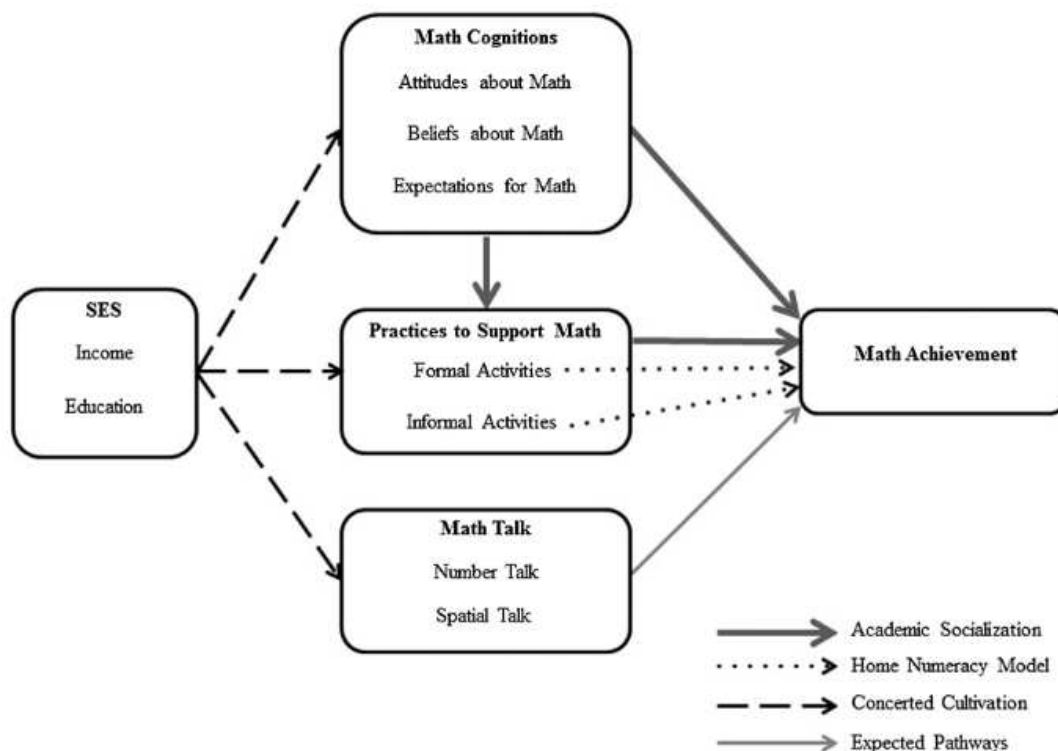 Math Cognitions
Attitudes about Math
Beliefs about Math
Expectations for Math
SES
Income
Education
Practices to Support Math
Formal Activities
Informal Activities
Math Achievement
Math Talk
Number Talk
Spatial Talk
Academic Socialization
Home Numeracy Model
Concerted Cultivation
Expected Pathways